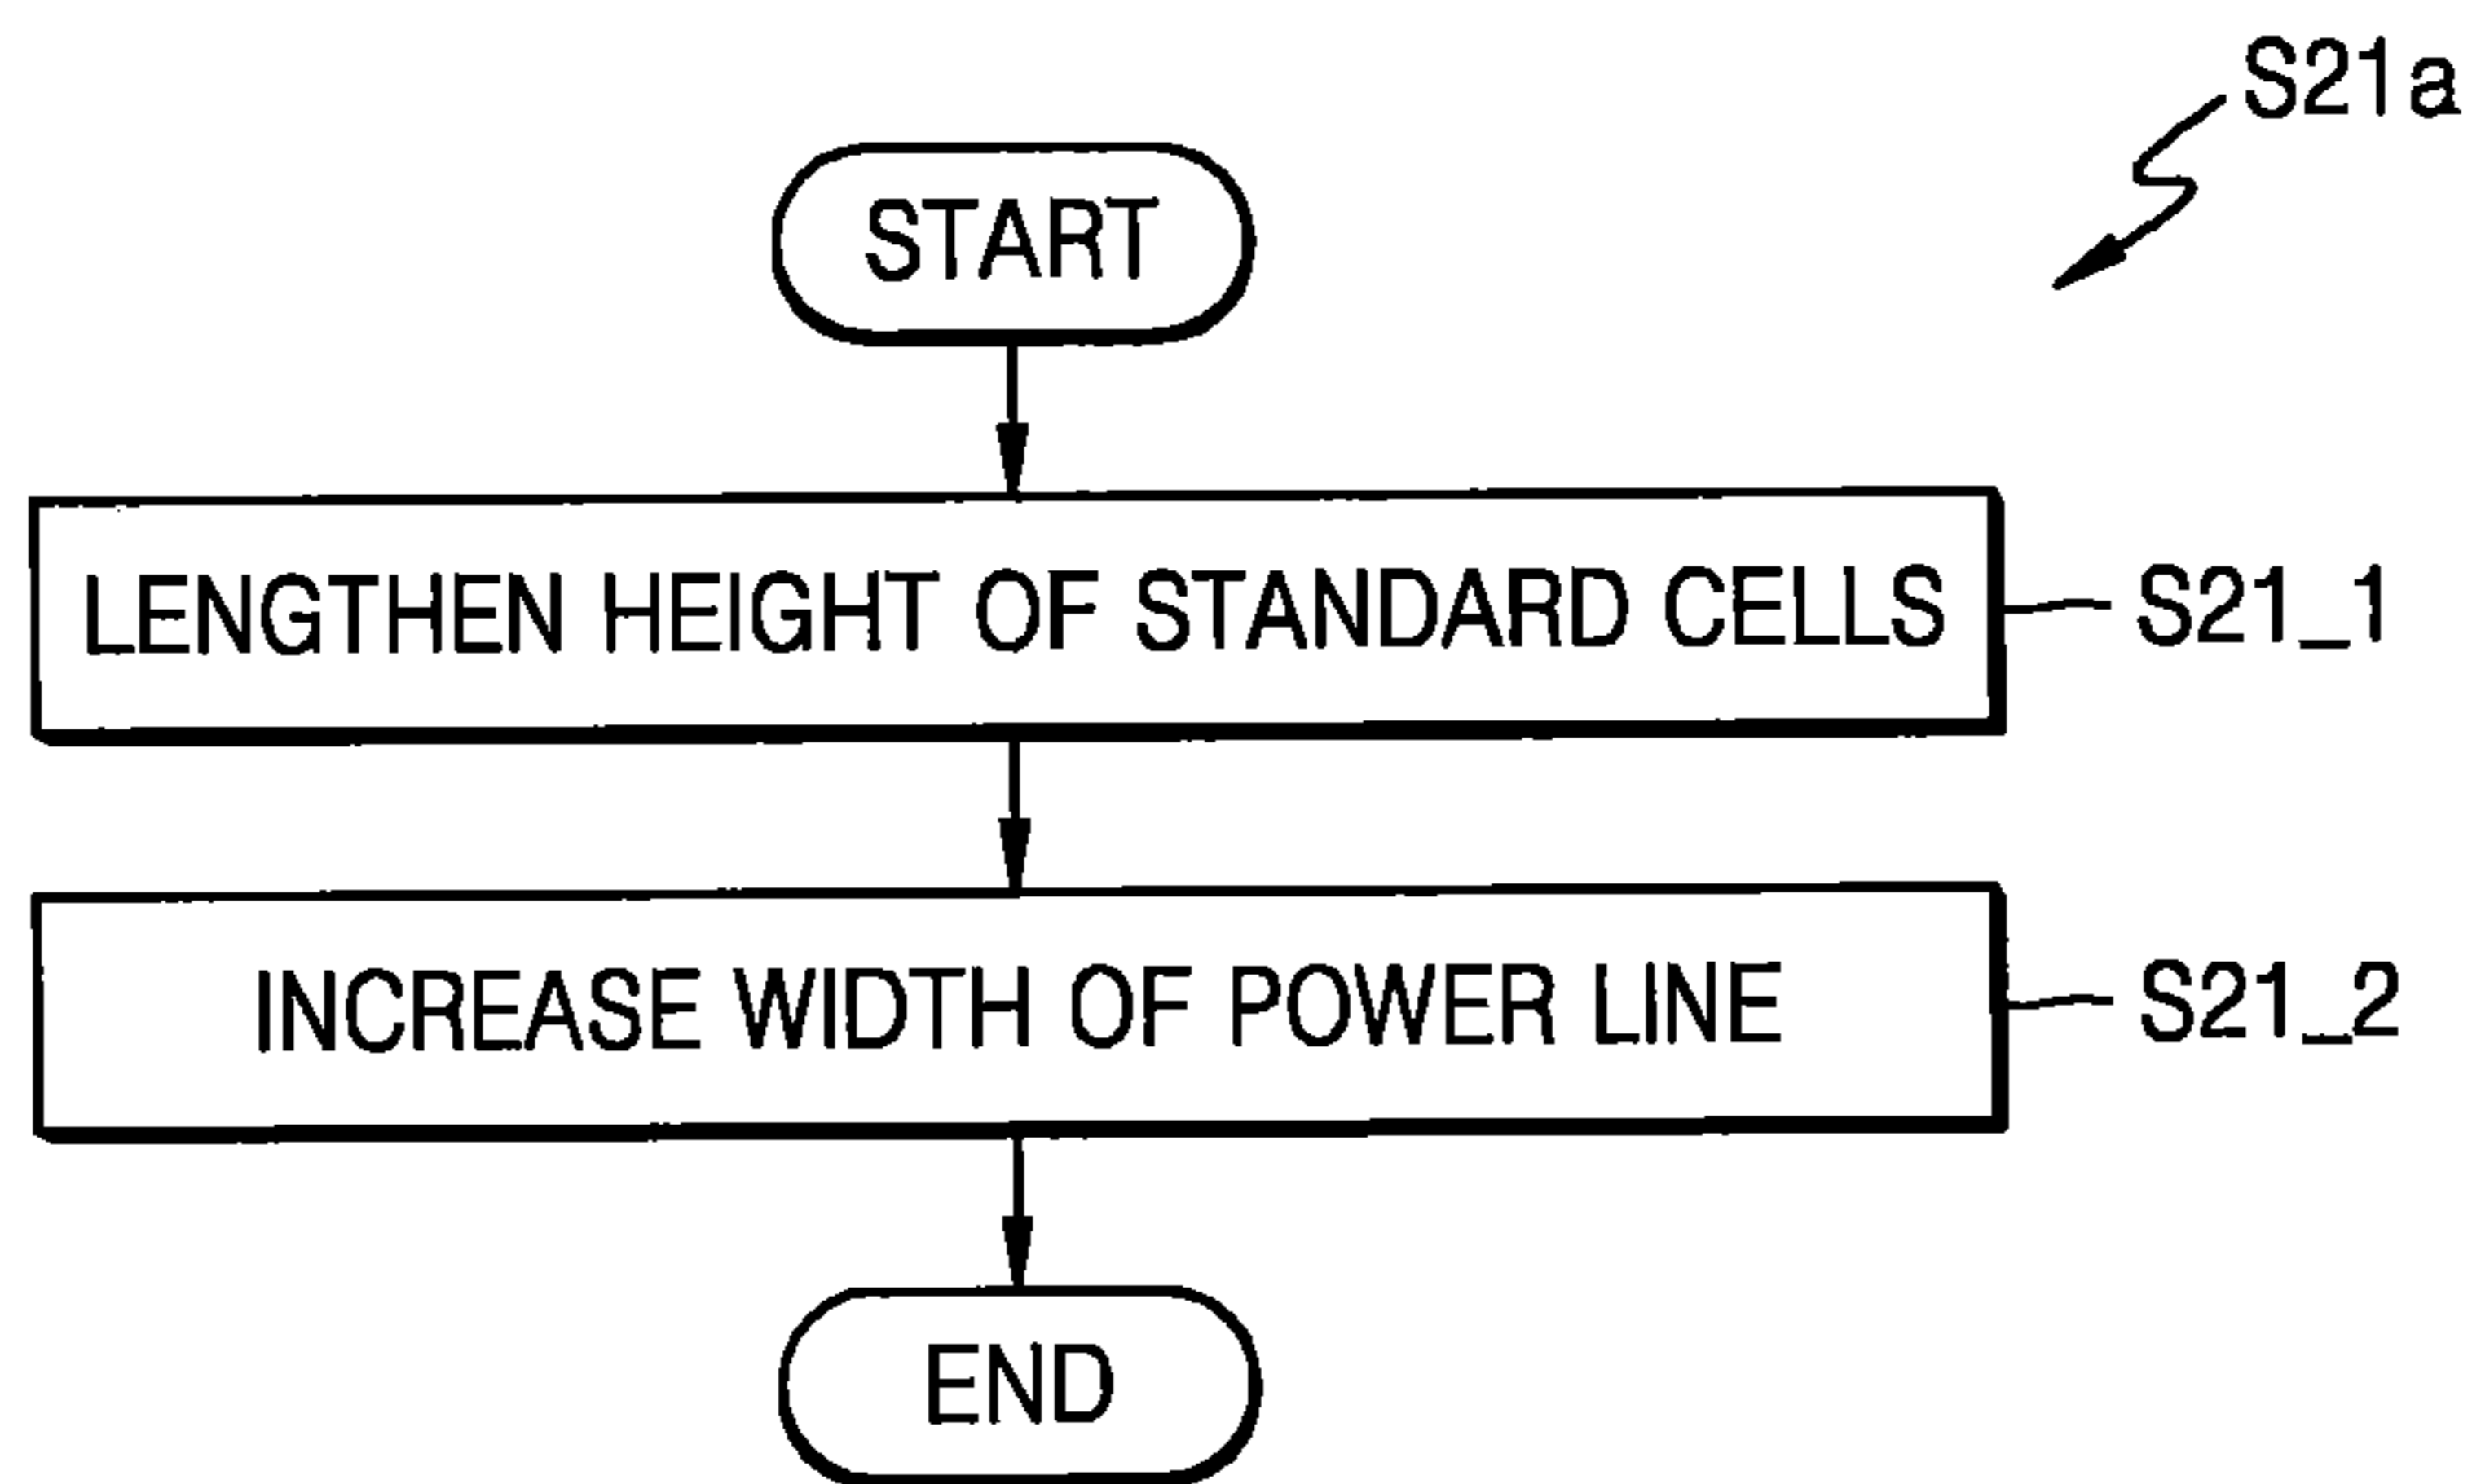 S21a
START
LENGTHEN HEIGHT OF STANDARD CELLS
S21_1
INCREASE WIDTH OF POWER LINE
S21_2
END